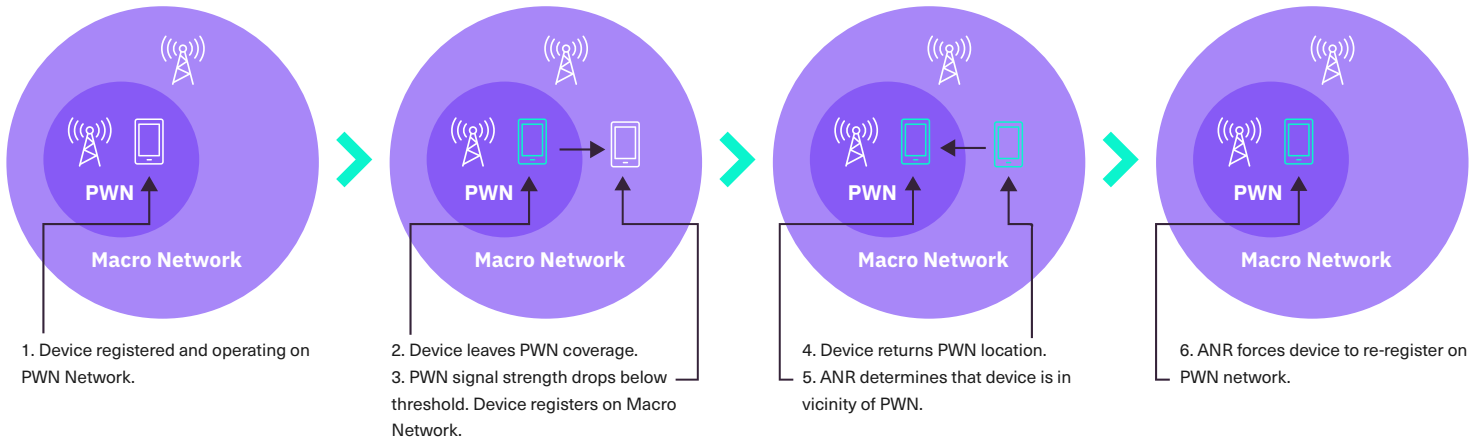 PWN
Macro Network
1. Device registered and operating on
PWN Network.
PWN
Macro Network
2. Device leaves PWN coverage.
3. PWN signal strength drops below
threshold. Device registers on Macro
Network.
PWN
Macro Network
4. Device returns PWN location.
5. ANR determines that device is in
vicinity of PWN.
PWN
Macro Network
6. ANR forces device to re-register on
PWN network.